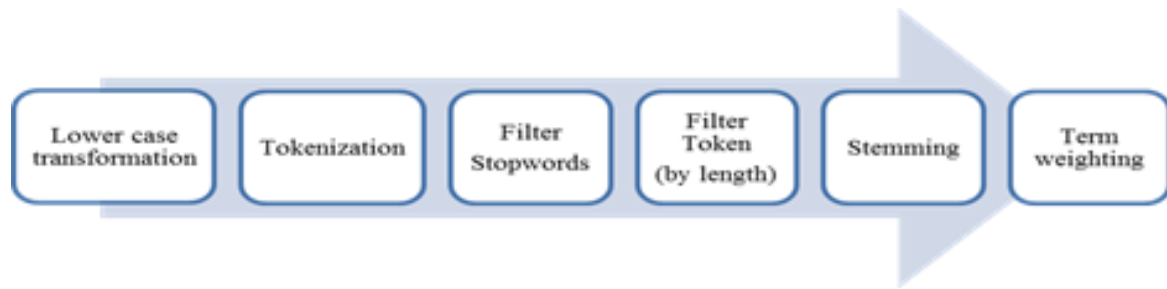 Lower case
transformation
Tokenization
Filter
Stopwords
Filter
Token
(by length)
Stemming
Term
weighting